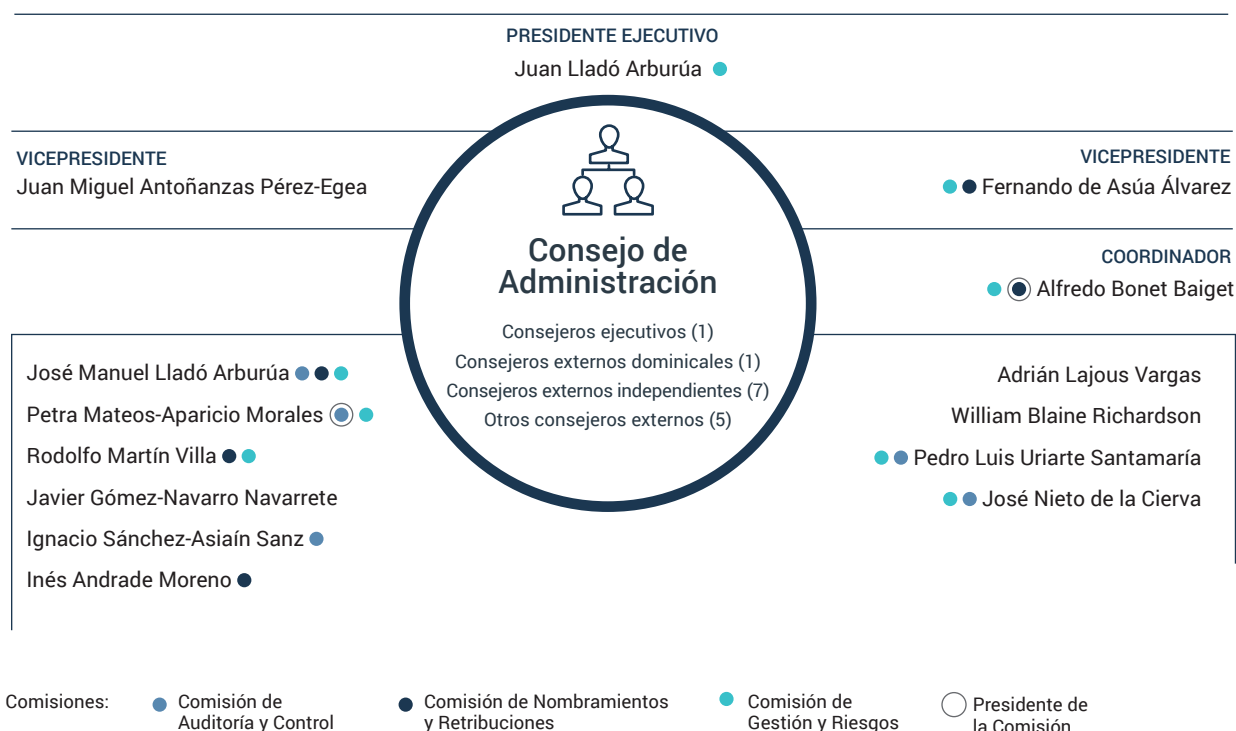 PRESIDENTE EJECUTIVO
Juan Lladó Arburúa
VICEPRESIDENTE
Juan Miguel Antoñanzas Pérez-Egea
VICEPRESIDENTE
Fernando de Asúa Álvarez
COORDINADOR
Alfredo Bonet Baiget
Consejo de
Administración
Consejeros ejecutivos (1)
Consejeros externos dominicales (1)
Consejeros externos independientes (7)
Otros consejeros externos (5)
José Manuel Lladó Arburúa
Petra Mateos-Aparicio Morales
Rodolfo Martín Villa
Javier Gómez-Navarro Navarrete
Ignacio Sánchez-Asiaín Sanz
Inés Andrade Moreno
Adrián Lajous Vargas
William Blaine Richardson
Pedro Luis Uriarte Santamaría
José Nieto de la Cierva
Comisiones:
Comisión de
Auditoría y Control
Comisión de Nombramientos
y Retribuciones
Comisión de
Gestión y Riesgos
Presidente de
la Comisión